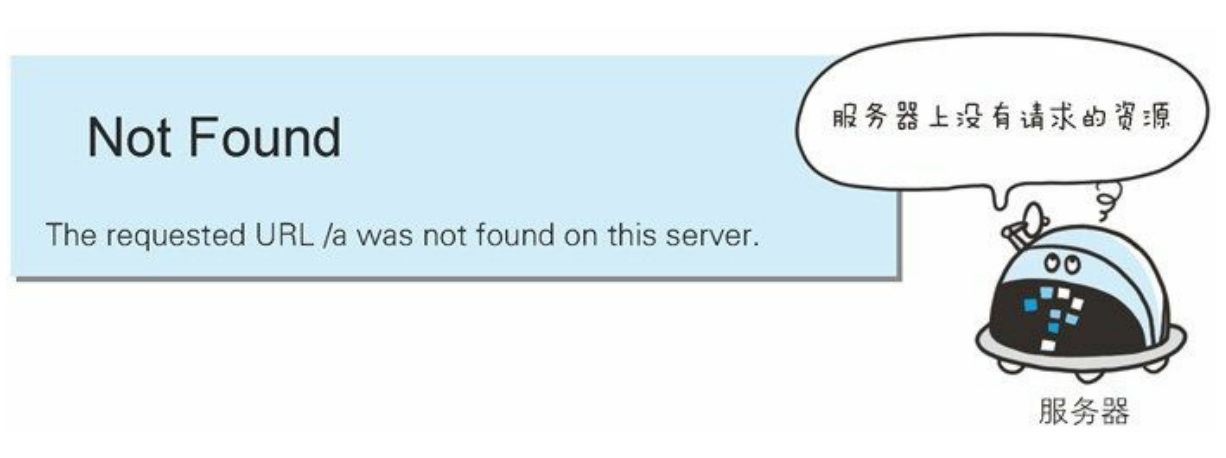 Not Found
The requested URL /a was not found on this server.
服务器上没有请求的资源
服务器